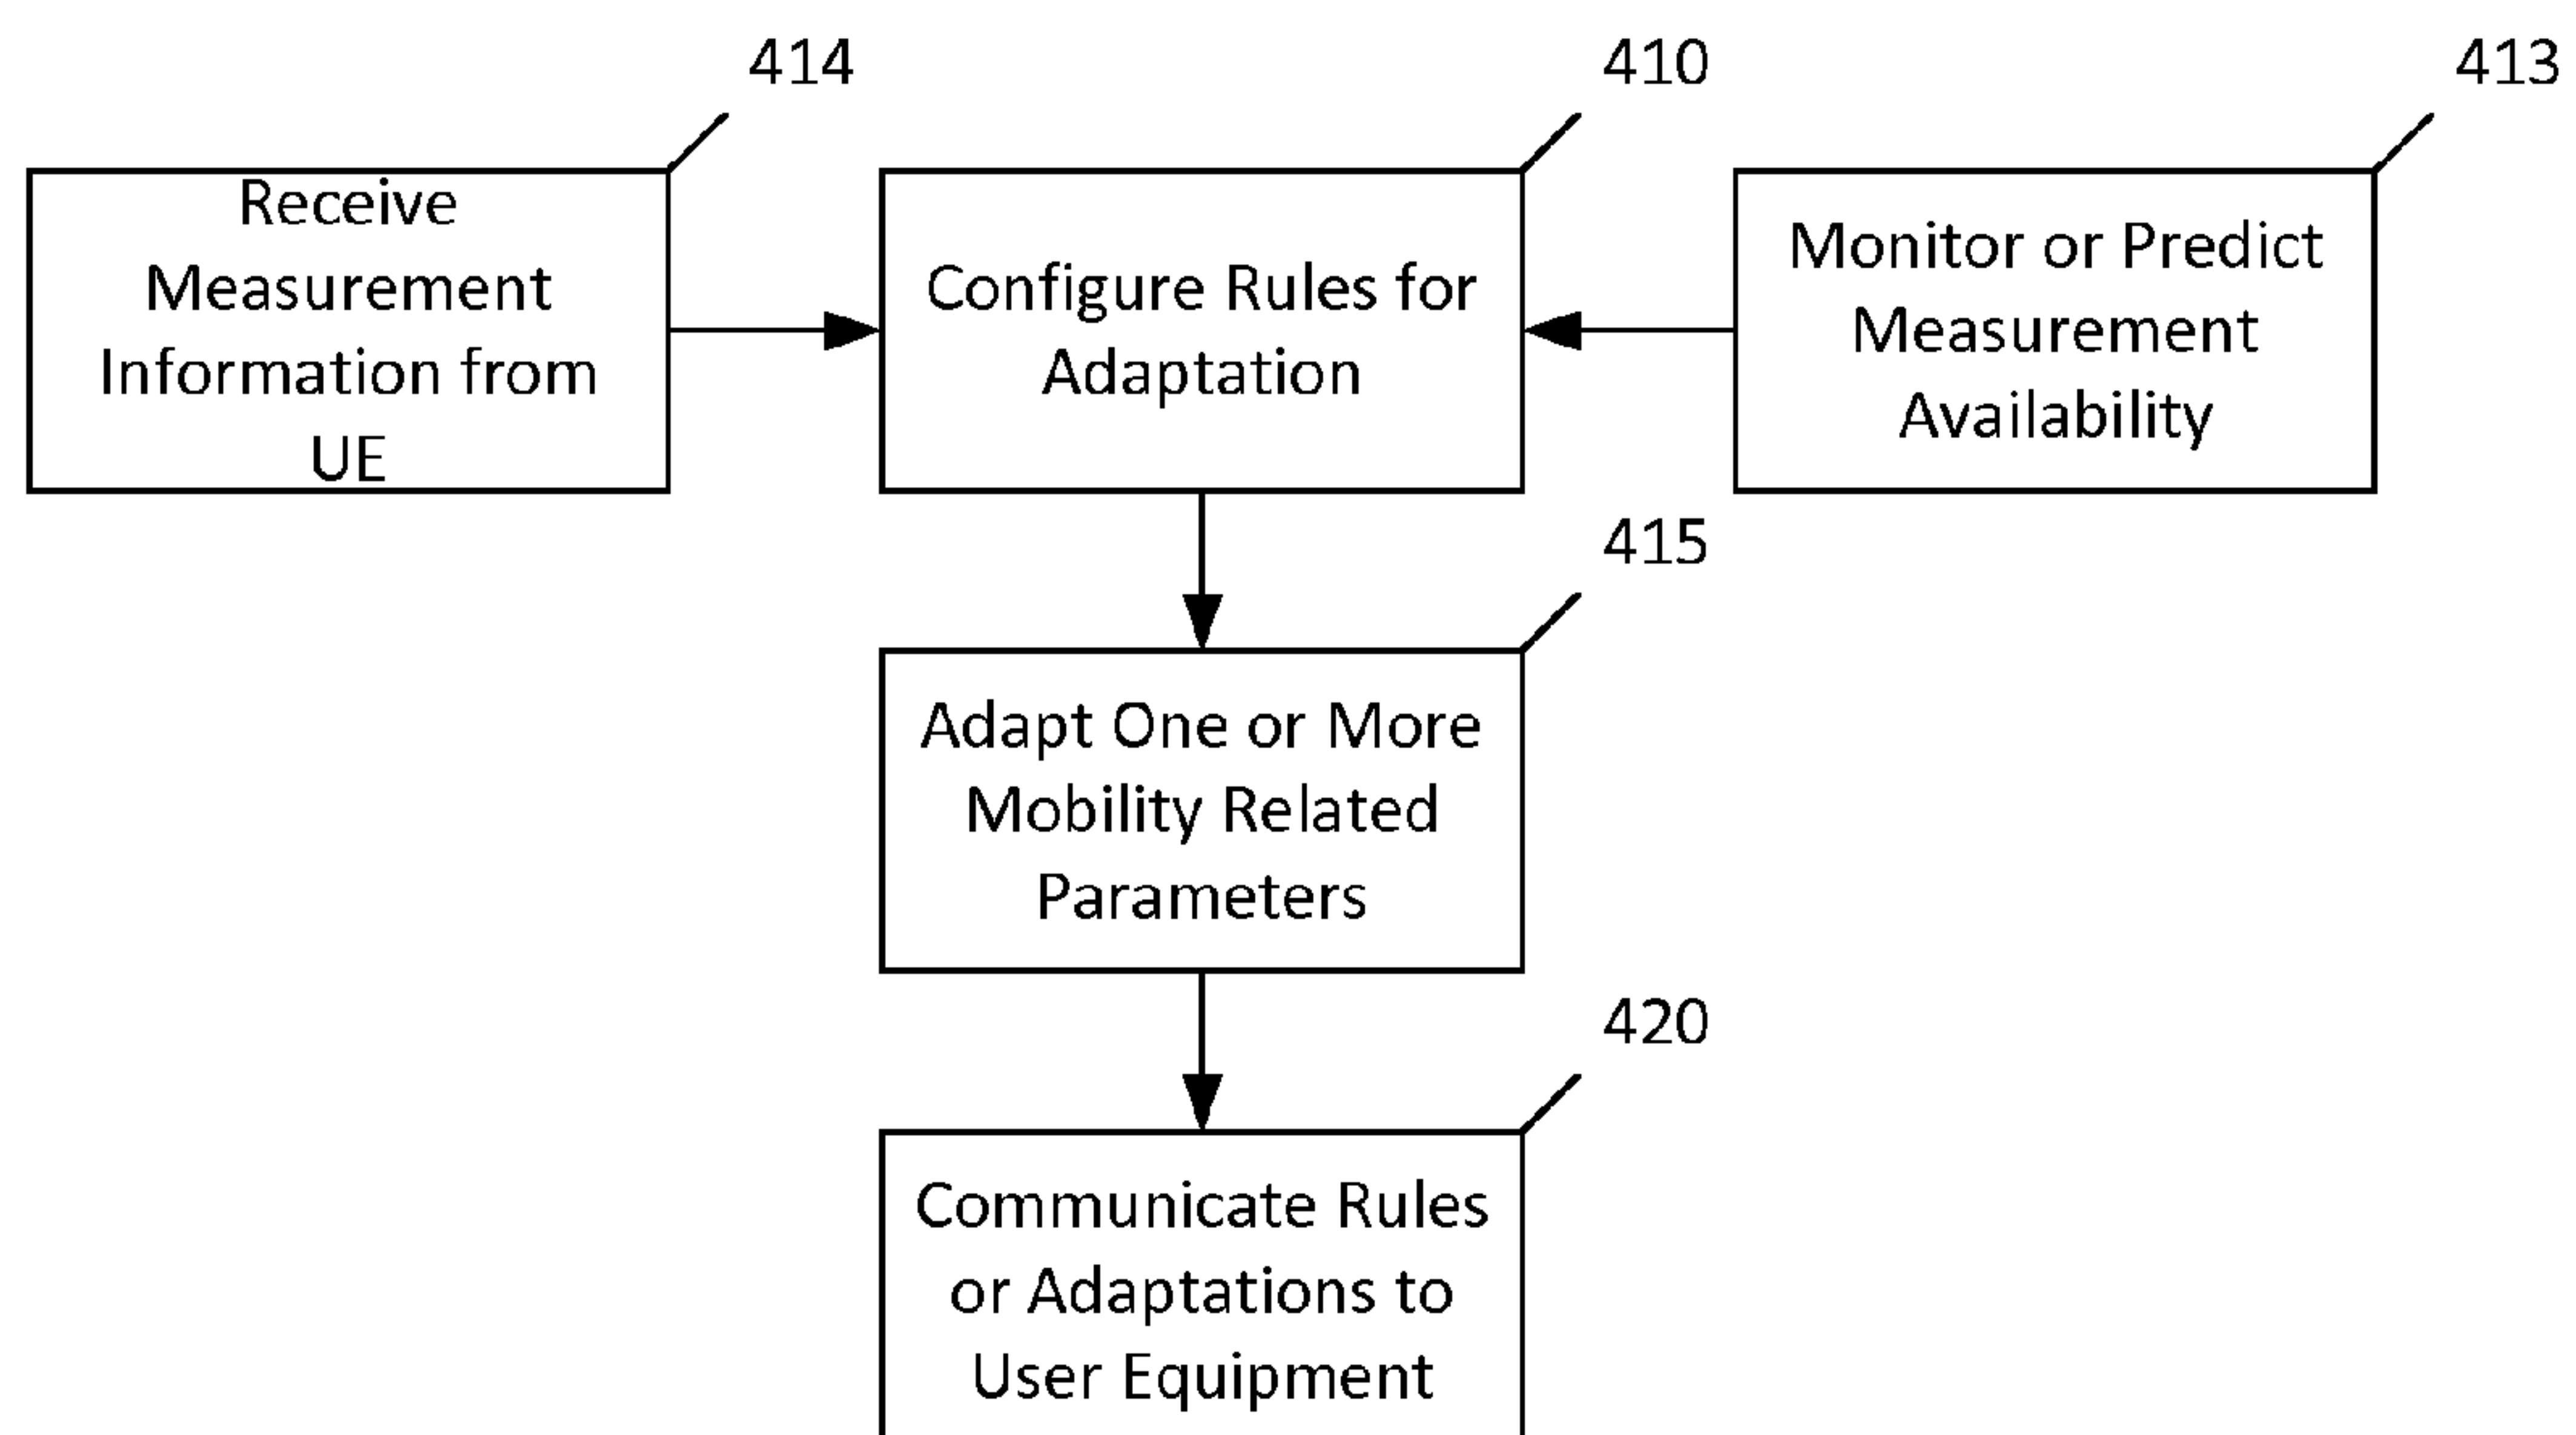 414
410
413
Receive
Measurement
Information from
UE
Configure Rules for
Adaptation
Monitor or Predict
Measurement
Availability
415
Adapt One or More
Mobility Related
Parameters
420
Communicate Rules
or Adaptations to
User Equipment